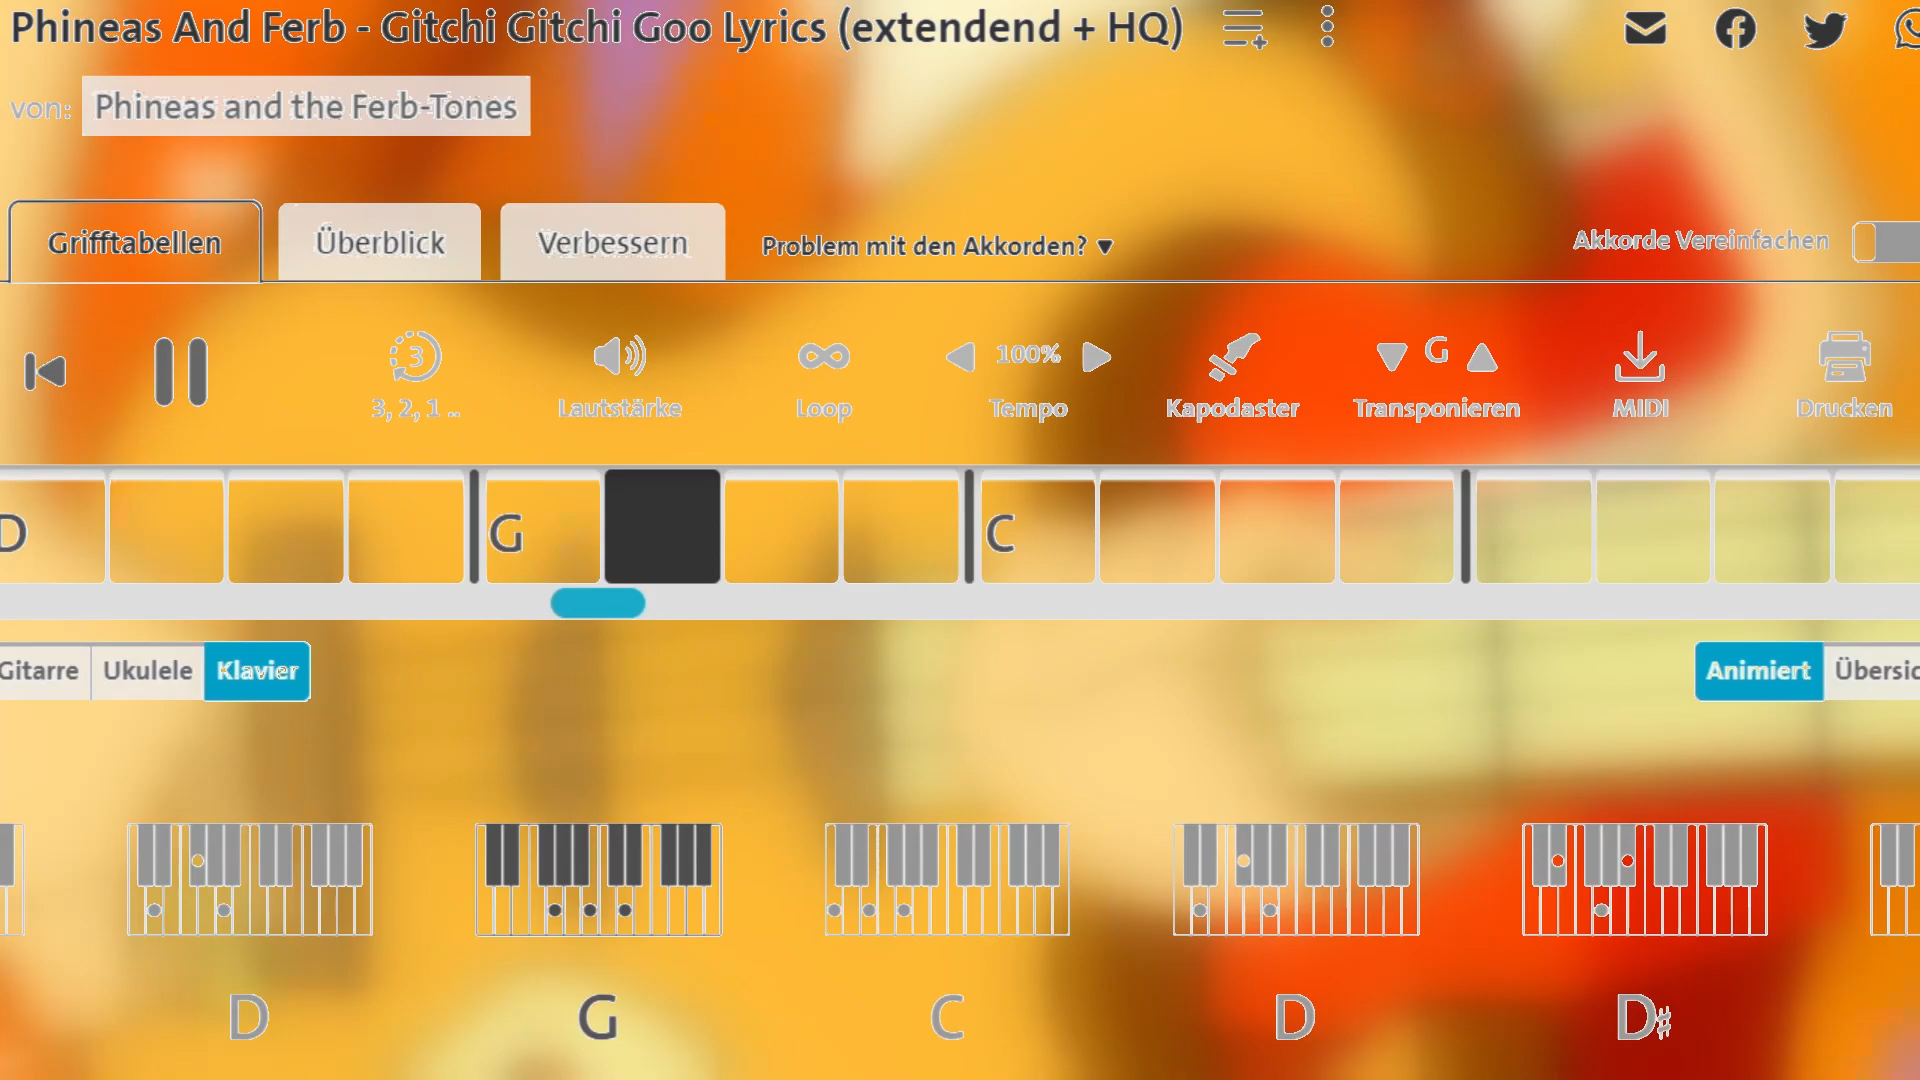 Phineas And Ferb - Gitchi Gitchi Goo Lyrics (extendend + HQ)
von: Phineas and the Ferb-Tones
Grifftabellen Überblick Verbessern Problem mit den Akkorden? ▼ Akkorde Vereinfachen
3 100% G
3, 2, 1 .. Lautstärke Loop Tempo Kapodaster Transponieren MIDI Drucken
D G C
Gitarre Ukulele Klavier Animiert Übersic
D G C D D♯